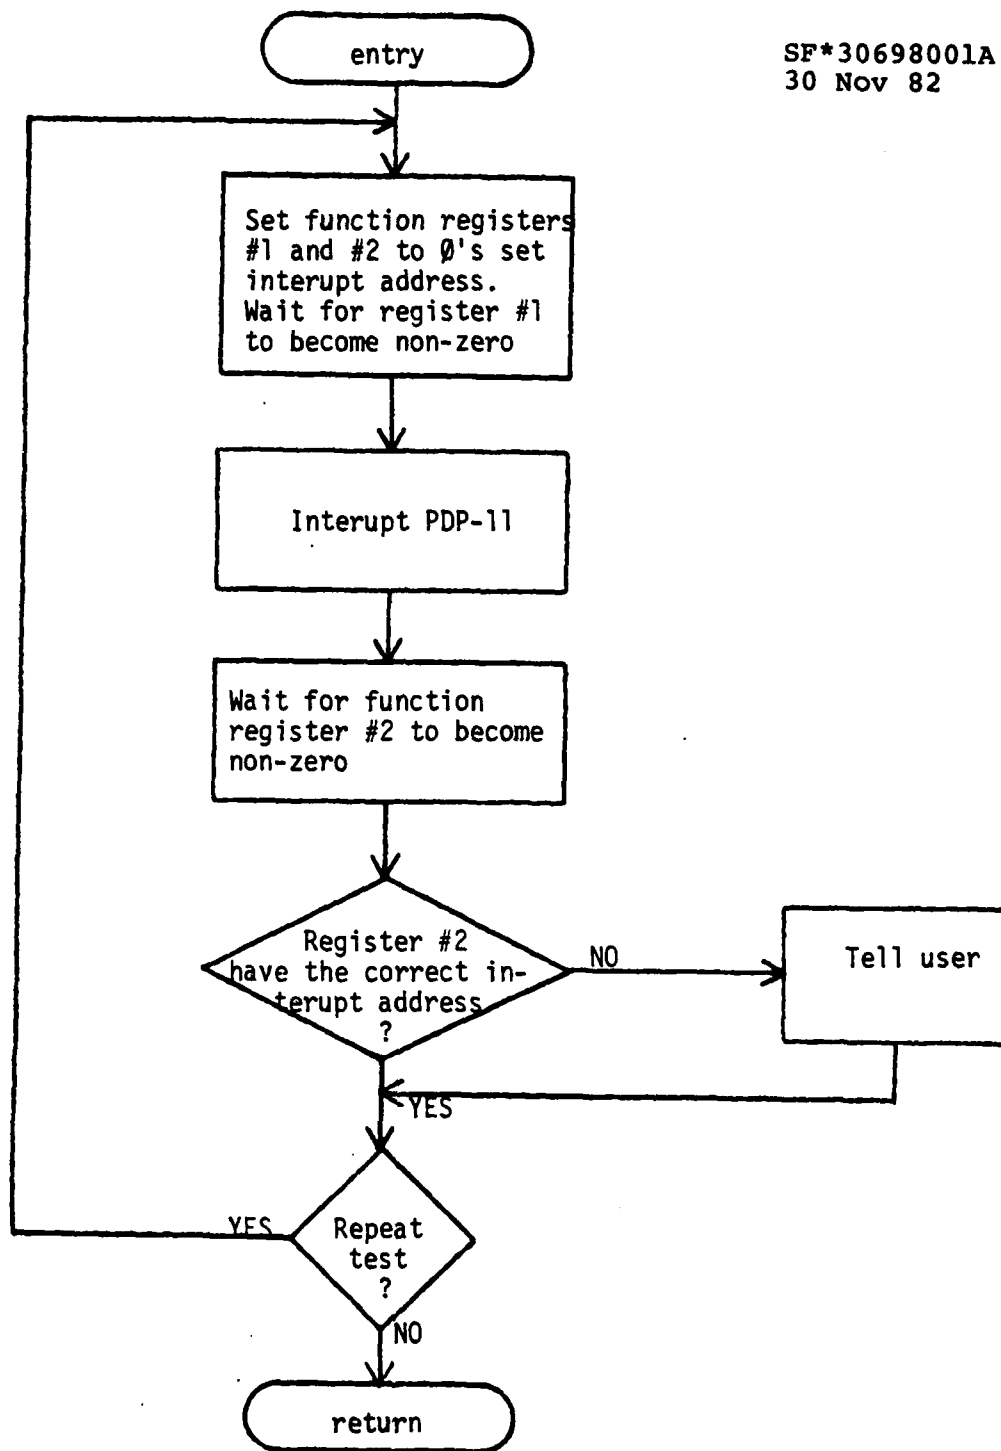 entry
SF*30698001A
30 Nov 82
Set function registers
#1 and #2 to Ø's set
interupt address.
Wait for register #1
to become non-zero
Interupt PDP-11
Wait for function
register #2 to become
non-zero
Register #2
have the correct in-
terupt address
?
NO
Tell user
YES
YES
Repeat
test
?
NO
return